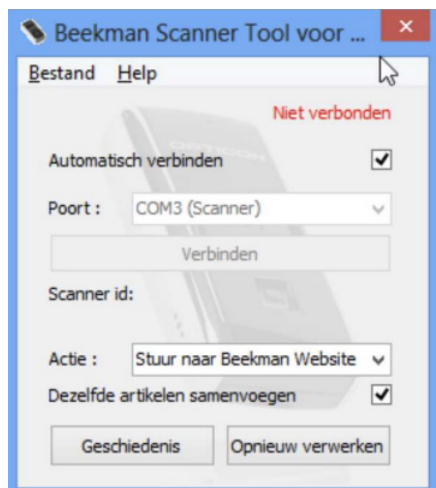 Beekman Scanner Tool voor ...
Bestand Help
Niet verbonden
Automatisch verbinden
Poort : COM3 (Scanner)
Verbinden
Scanner id:
Actie : Stuur naar Beekman Website
Dezelfde artikelen samenvoegen
Geschiedenis Opnieuw verwerken
OPTICON